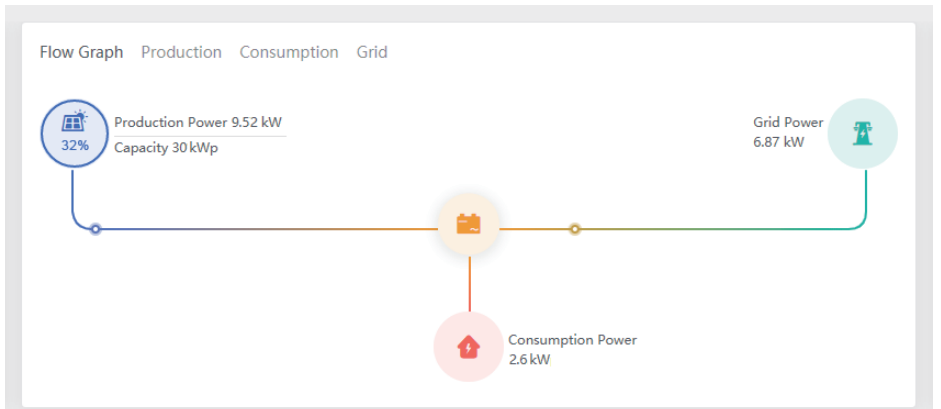 Flow Graph Production Consumption Grid
32%
Production Power 9.52 kW
Capacity 30 kWp
Grid Power
6.87 kW
Consumption Power
2.6 kW